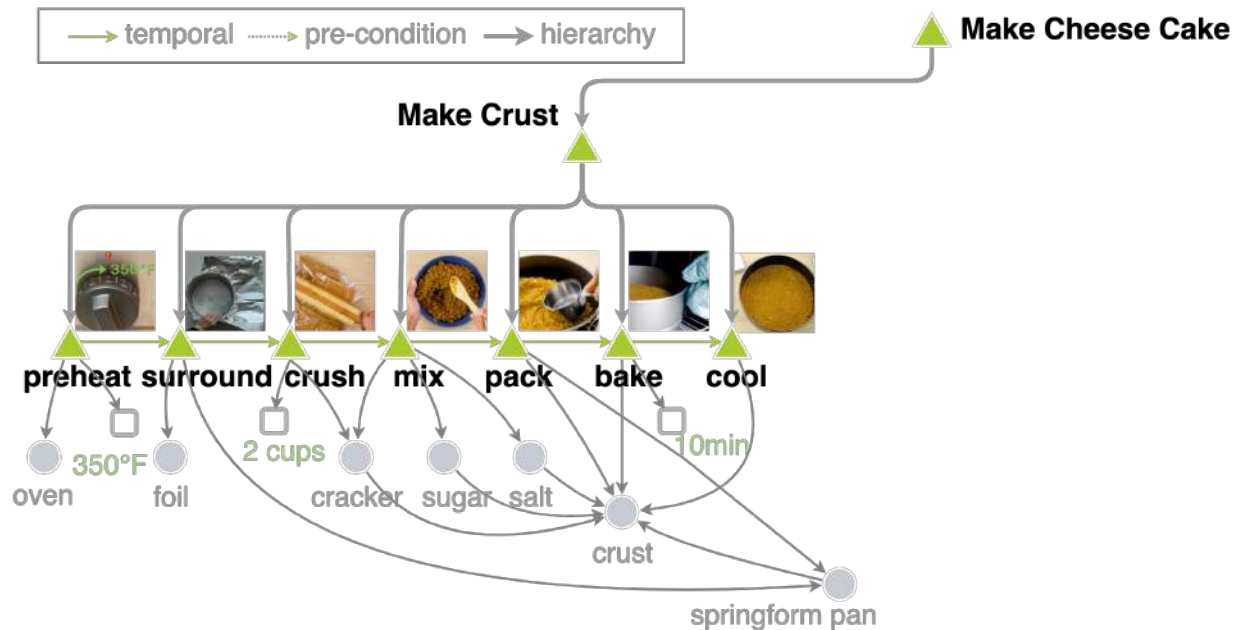 temporal pre-condition hierarchy
Make Cheese Cake
Make Crust
350°F
preheat surround crush mix pack bake cool
350°F
2 cups
10min
oven foil cracker sugar salt
crust
springform pan